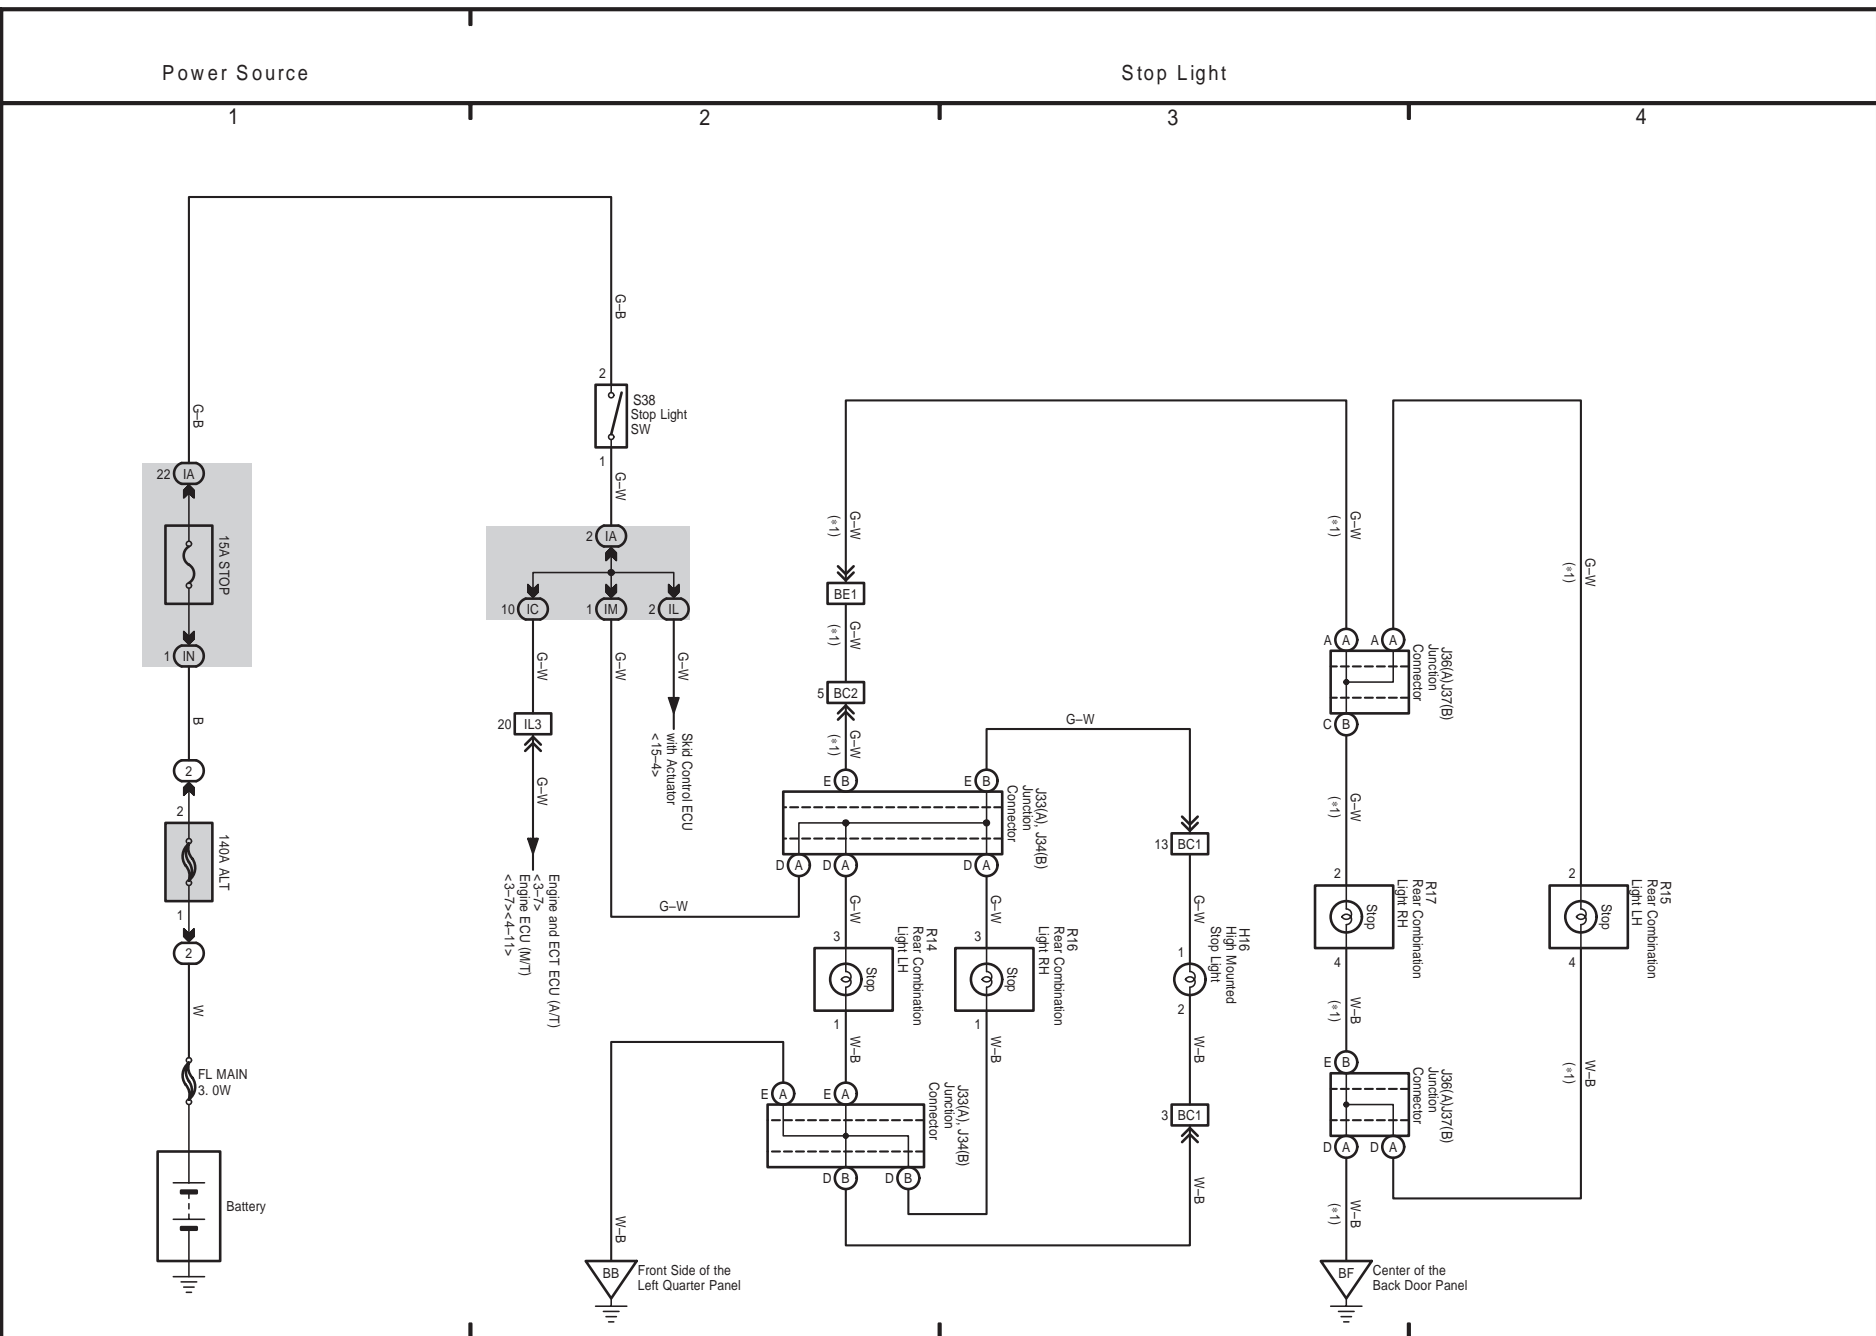 Power Source
Stop Light
1
2
3
4
G–B
22
IA
15A STOP
1
IN
B
2
2
140A ALT
1
2
W
FL MAIN
3. 0W
Battery
G–B
2
S38
Stop Light
SW
1
G–W
2
IA
10
IC
1
IM
2
IL
G–W
G–W
G–W
20
IL3
G–W
Skid Control ECU
with Actuator
<15–4>
Engine and ECT ECU (A/T)
<3–7>
Engine ECU (M/T)
<3–7><4–11>
G–W
G–W
(*1)
BE1
G–W
(*1)
5
BC2
G–W
(*1)
E
B
E
B
J33(A), J34(B)
Junction
Connector
D
A
D
A
D
A
G–W
G–W
G–W
3
R14
Rear Combination
Light LH
Stop
1
3
R16
Rear Combination
Light RH
Stop
1
W–B
W–B
13
BC1
G–W
H16
High Mounted
Stop Light
1
2
W–B
3
BC1
W–B
E
A
E
A
J33(A), J34(B)
Junction
Connector
D
B
D
B
W–B
BB
Front Side of the
Left Quarter Panel
G–W
(*1)
G–W
(*1)
A
A
A
A
J36(A)J37(B)
Junction
Connector
C
B
G–W
(*1)
2
R17
Rear Combination
Light RH
Stop
4
2
R15
Rear Combination
Light LH
Stop
4
W–B
(*1)
W–B
(*1)
E
B
J36(A)J37(B)
Junction
Connector
D
A
D
A
W–B
(*1)
BF
Center of the
Back Door Panel